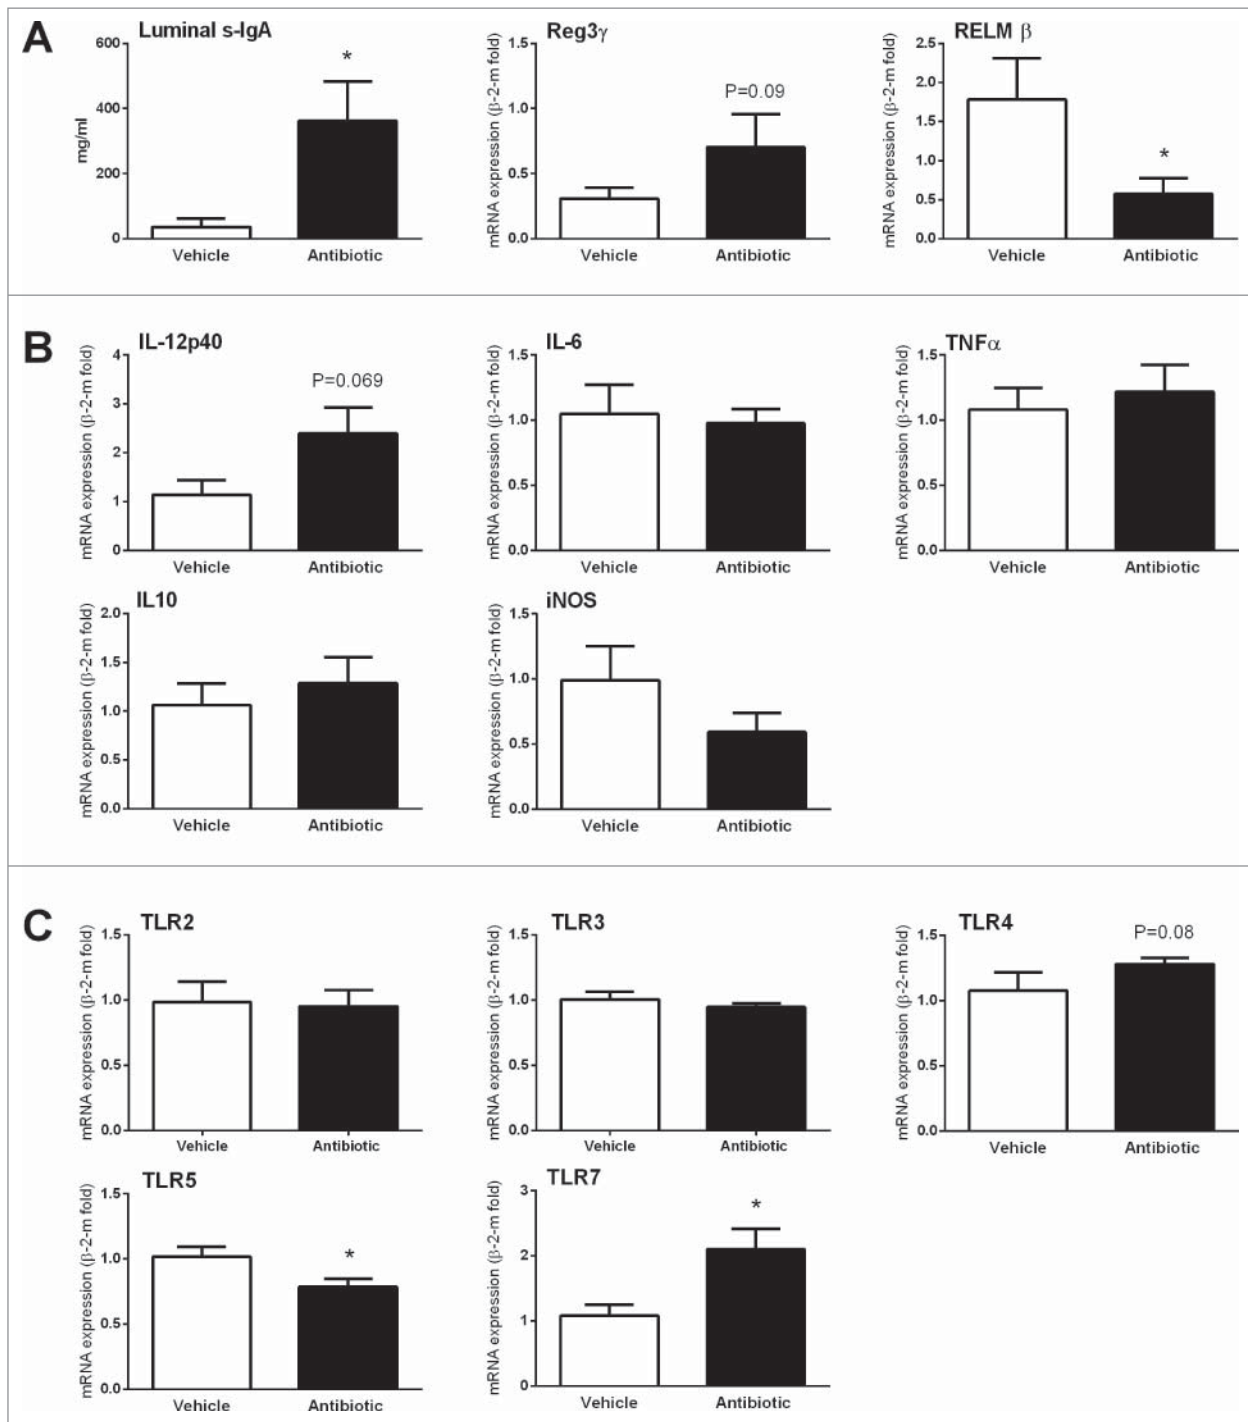 A
Luminal s-IgA
*
mg/ml
600
400
200
0
Vehicle Antibiotic
Reg3γ
P=0.09
mRNA expression (β-2-m fold)
1.5
1.0
0.5
0.0
Vehicle Antibiotic
RELM β
*
mRNA expression (β-2-m fold)
2.5
2.0
1.5
1.0
0.5
0.0
Vehicle Antibiotic
B
IL-12p40
P=0.069
mRNA expression (β-2-m fold)
4
3
2
1
0
Vehicle Antibiotic
IL-6
mRNA expression (β-2-m fold)
1.5
1.0
0.5
0.0
Vehicle Antibiotic
TNFα
mRNA expression (β-2-m fold)
1.5
1.0
0.5
0.0
Vehicle Antibiotic
IL10
mRNA expression (β-2-m fold)
2.0
1.5
1.0
0.5
0.0
Vehicle Antibiotic
iNOS
mRNA expression (β-2-m fold)
1.5
1.0
0.5
0.0
Vehicle Antibiotic
C
TLR2
mRNA expression (β-2-m fold)
1.5
1.0
0.5
0.0
Vehicle Antibiotic
TLR3
mRNA expression (β-2-m fold)
1.5
1.0
0.5
0.0
Vehicle Antibiotic
TLR4
P=0.08
mRNA expression (β-2-m fold)
1.5
1.0
0.5
0.0
Vehicle Antibiotic
TLR5
*
mRNA expression (β-2-m fold)
1.5
1.0
0.5
0.0
Vehicle Antibiotic
TLR7
*
mRNA expression (β-2-m fold)
3
2
1
0
Vehicle Antibiotic